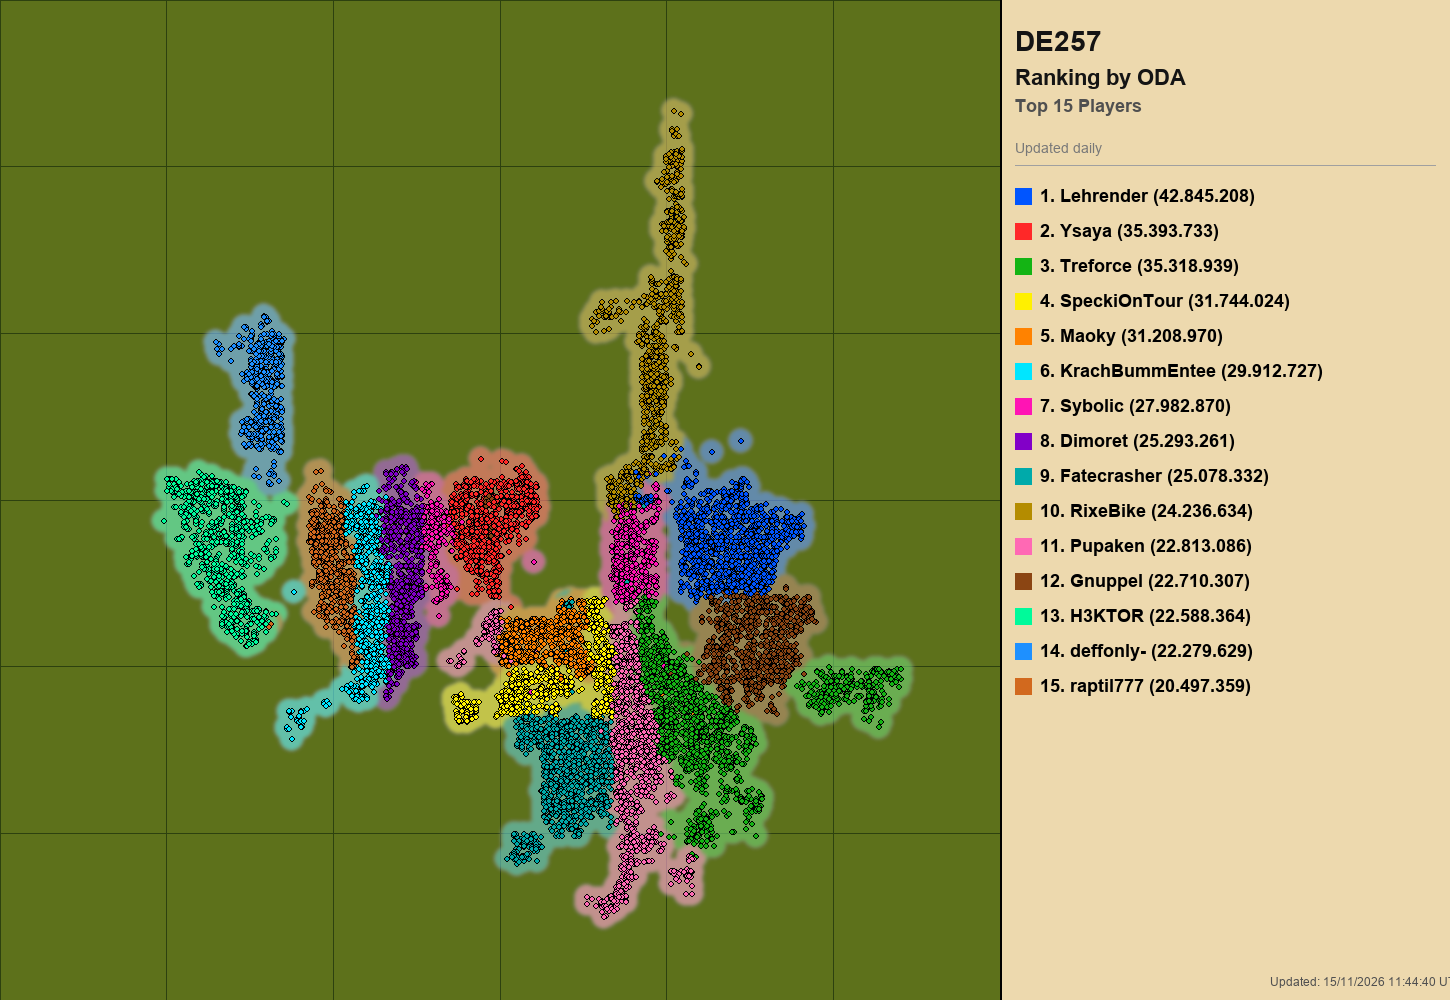 DE257
Ranking by ODA
Top 15 Players
Updated daily
1. Lehrender (42.845.208)
2. Ysaya (35.393.733)
3. Treforce (35.318.939)
4. SpeckiOnTour (31.744.024)
5. Maoky (31.208.970)
6. KrachBummEntee (29.912.727)
7. Sybolic (27.982.870)
8. Dimoret (25.293.261)
9. Fatecrasher (25.078.332)
10. RixeBike (24.236.634)
11. Pupaken (22.813.086)
12. Gnuppel (22.710.307)
13. H3KTOR (22.588.364)
14. deffonly- (22.279.629)
15. raptil777 (20.497.359)
Updated: 15/11/2026 11:44:40